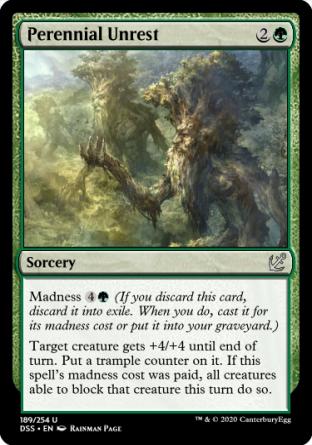 Perennial Unrest 2
Sorcery
Madness 4 (If you discard this card,
discard it into exile. When you do, cast it for
its madness cost or put it into your graveyard.)
Target creature gets +4/+4 until end of
turn. Put a trample counter on it. If this
spell's madness cost was paid, all creatures
able to block that creature this turn do so.
189/254 U
DSS • EN RAINMAN PAGE
™ & © 2020 CanterburyEgg